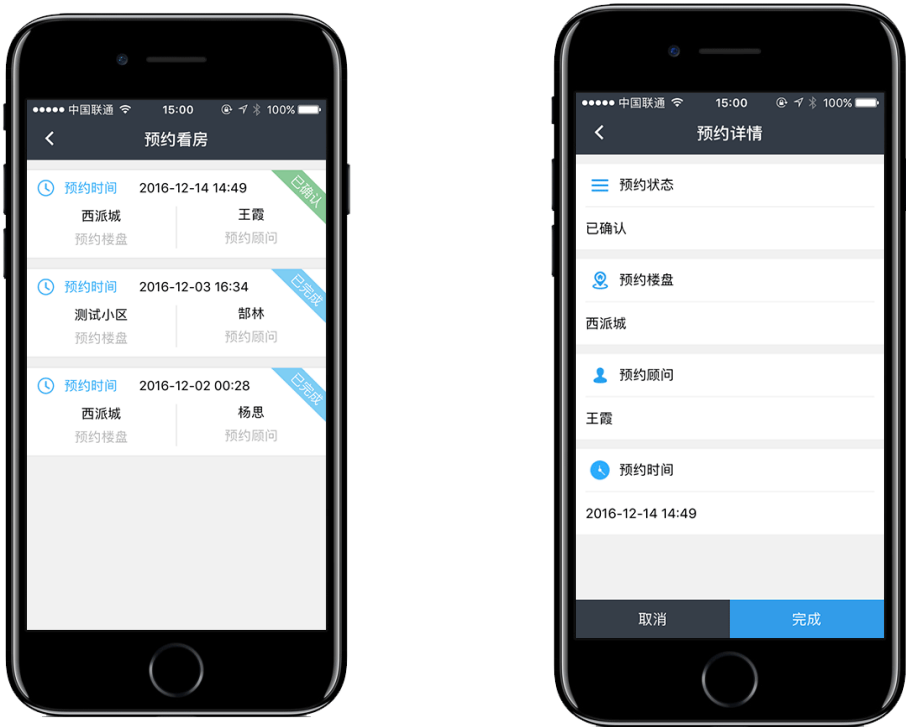 中国联通 15:00 100%
预约看房
预约时间 2016-12-14 14:49 已确认
西派城 王霞
预约楼盘 预约顾问
预约时间 2016-12-03 16:34 已完成
测试小区 郜林
预约楼盘 预约顾问
预约时间 2016-12-02 00:28 已完成
西派城 杨思
预约楼盘 预约顾问
中国联通 15:00 100%
预约详情
预约状态
已确认
预约楼盘
西派城
预约顾问
王霞
预约时间
2016-12-14 14:49
取消 完成